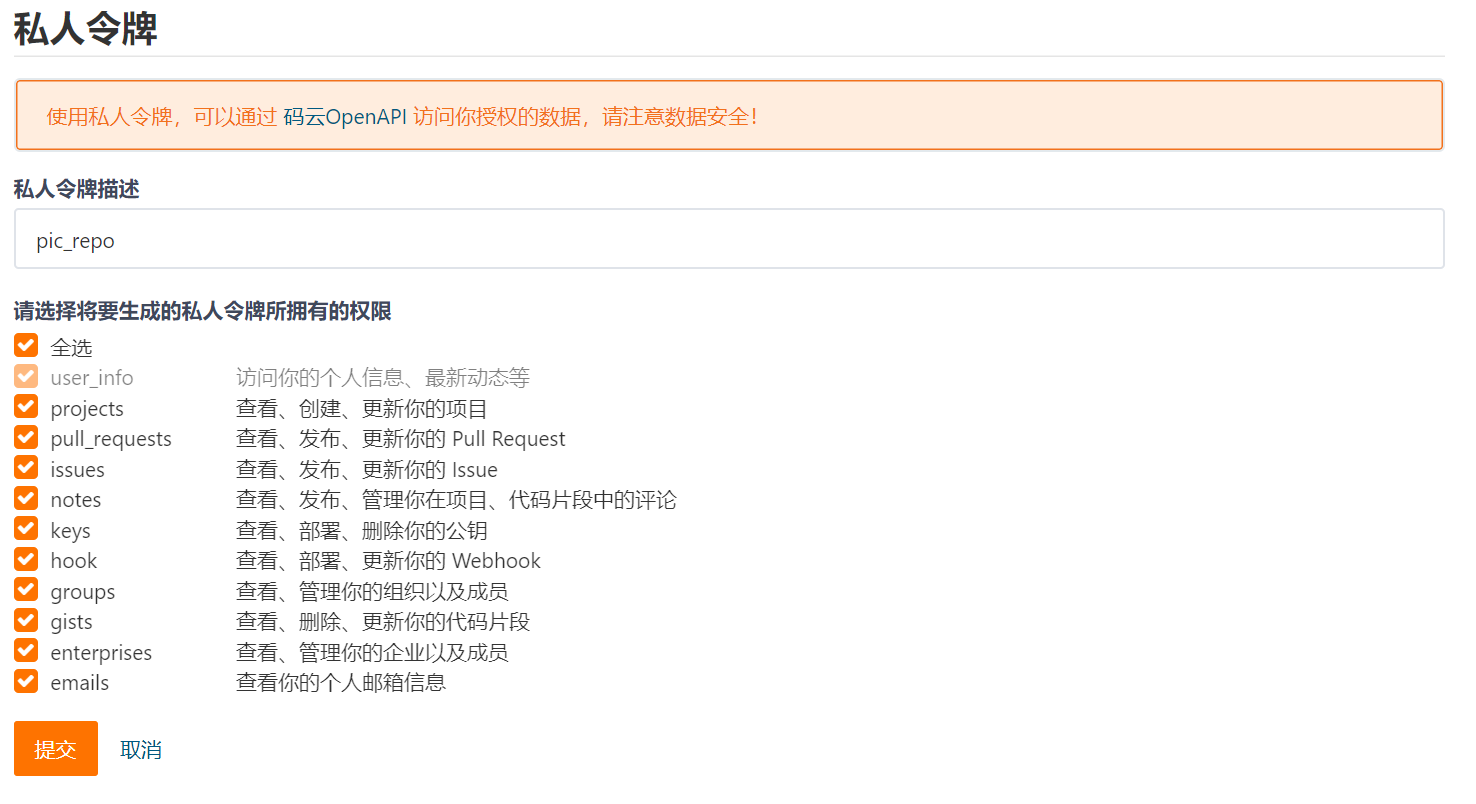 私人令牌
使用私人令牌，可以通过 码云OpenAPI 访问你授权的数据，请注意数据安全！
私人令牌描述
pic_repo
请选择将要生成的私人令牌所拥有的权限
全选
user_info 访问你的个人信息、最新动态等
projects 查看、创建、更新你的项目
pull_requests 查看、发布、更新你的 Pull Request
issues 查看、发布、更新你的 Issue
notes 查看、发布、管理你在项目、代码片段中的评论
keys 查看、部署、删除你的公钥
hook 查看、部署、更新你的 Webhook
groups 查看、管理你的组织以及成员
gists 查看、删除、更新你的代码片段
enterprises 查看、管理你的企业以及成员
emails 查看你的个人邮箱信息
提交 取消